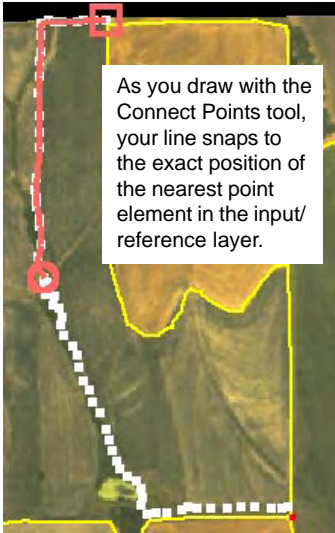 As you draw with the
Connect Points tool,
your line snaps to
the exact position of
the nearest point
element in the input/
reference layer.